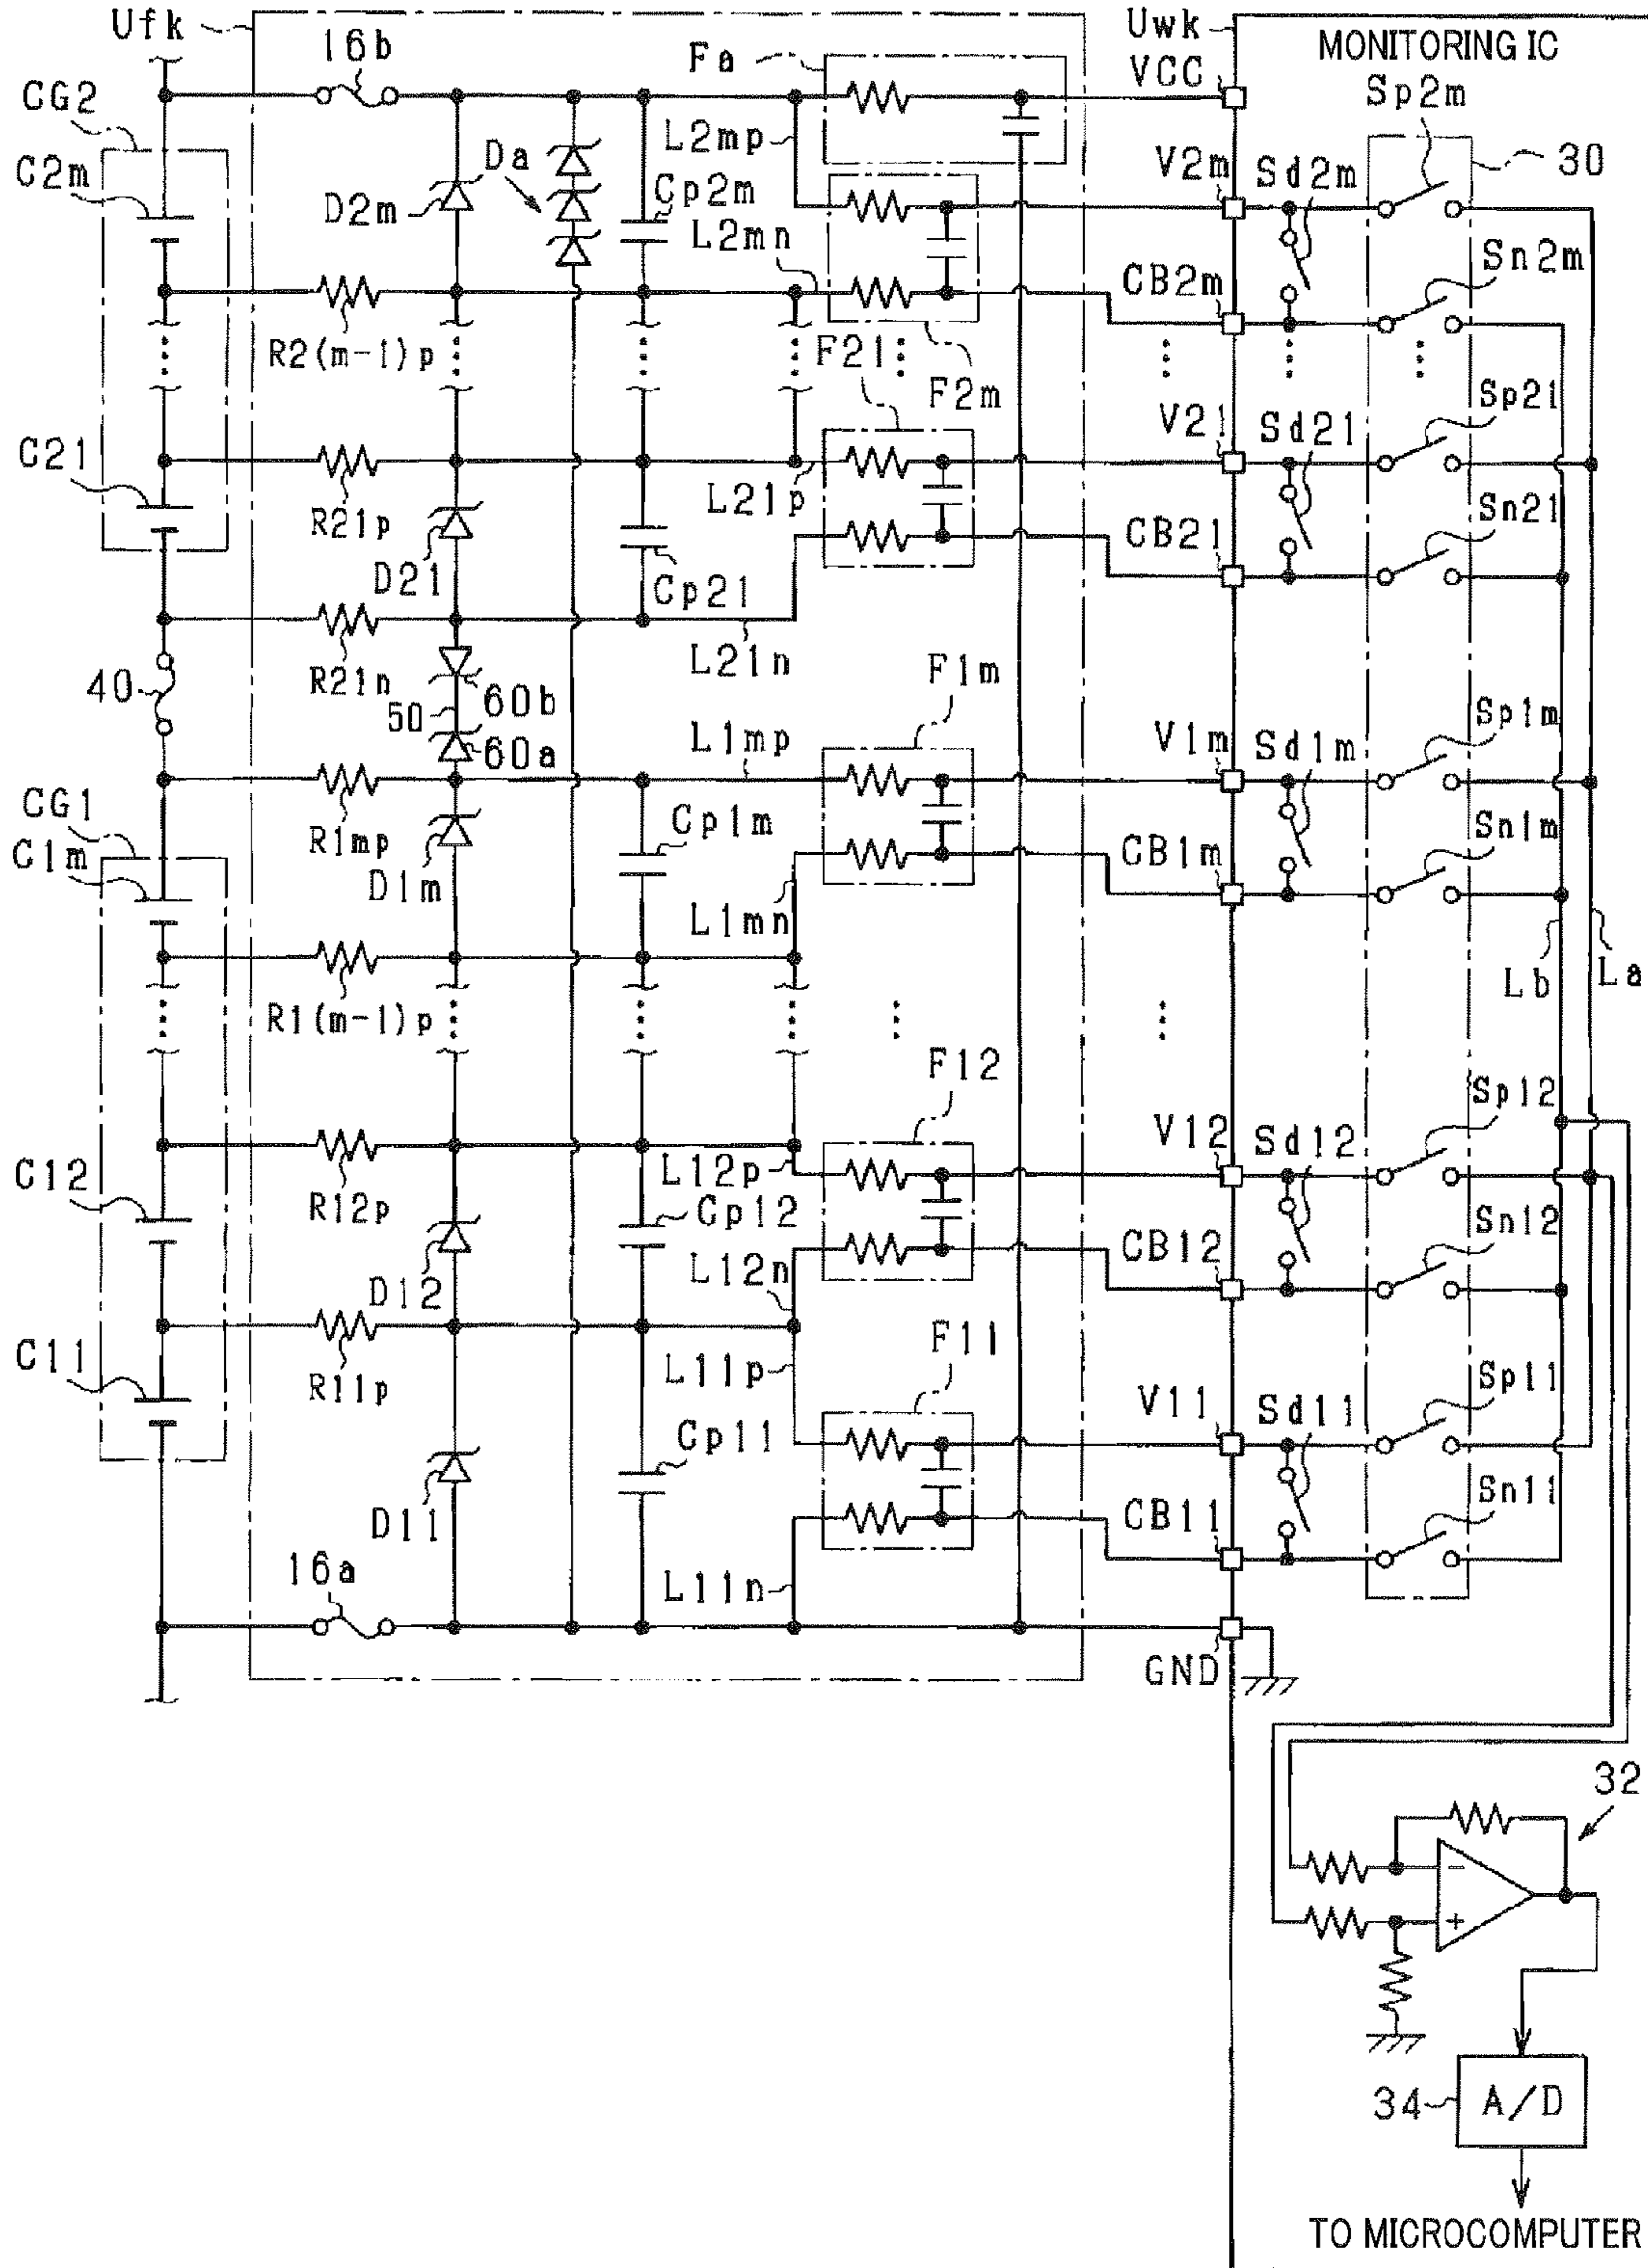 Ufk
16b
Fa
Uwk
VCC
MONITORING IC
Sp2m
CG2
C2m
D2m
Da
Cp2m
L2mp
L2mn
V2m
Sd2m
30
Sn2m
CB2m
R2(m-1)p
F21
F2m
C21
R21p
D21
L21p
V21
Sd21
Sp21
Cp21
CB21
Sn21
40
R21n
50
60b
60a
L21n
F1m
L1mp
V1m
Sd1m
Sp1m
CG1
C1m
R1mp
D1m
Cp1m
L1mn
CB1m
Sn1m
Lb
La
R1(m-1)p
F12
C12
R12p
L12p
Cp12
V12
Sd12
Sp12
D12
L12n
CB12
Sn12
C11
R11p
L11p
F11
D11
Cp11
V11
Sd11
Sp11
CB11
Sn11
16a
L11n
GND
32
−
+
34
A/D
TO MICROCOMPUTER